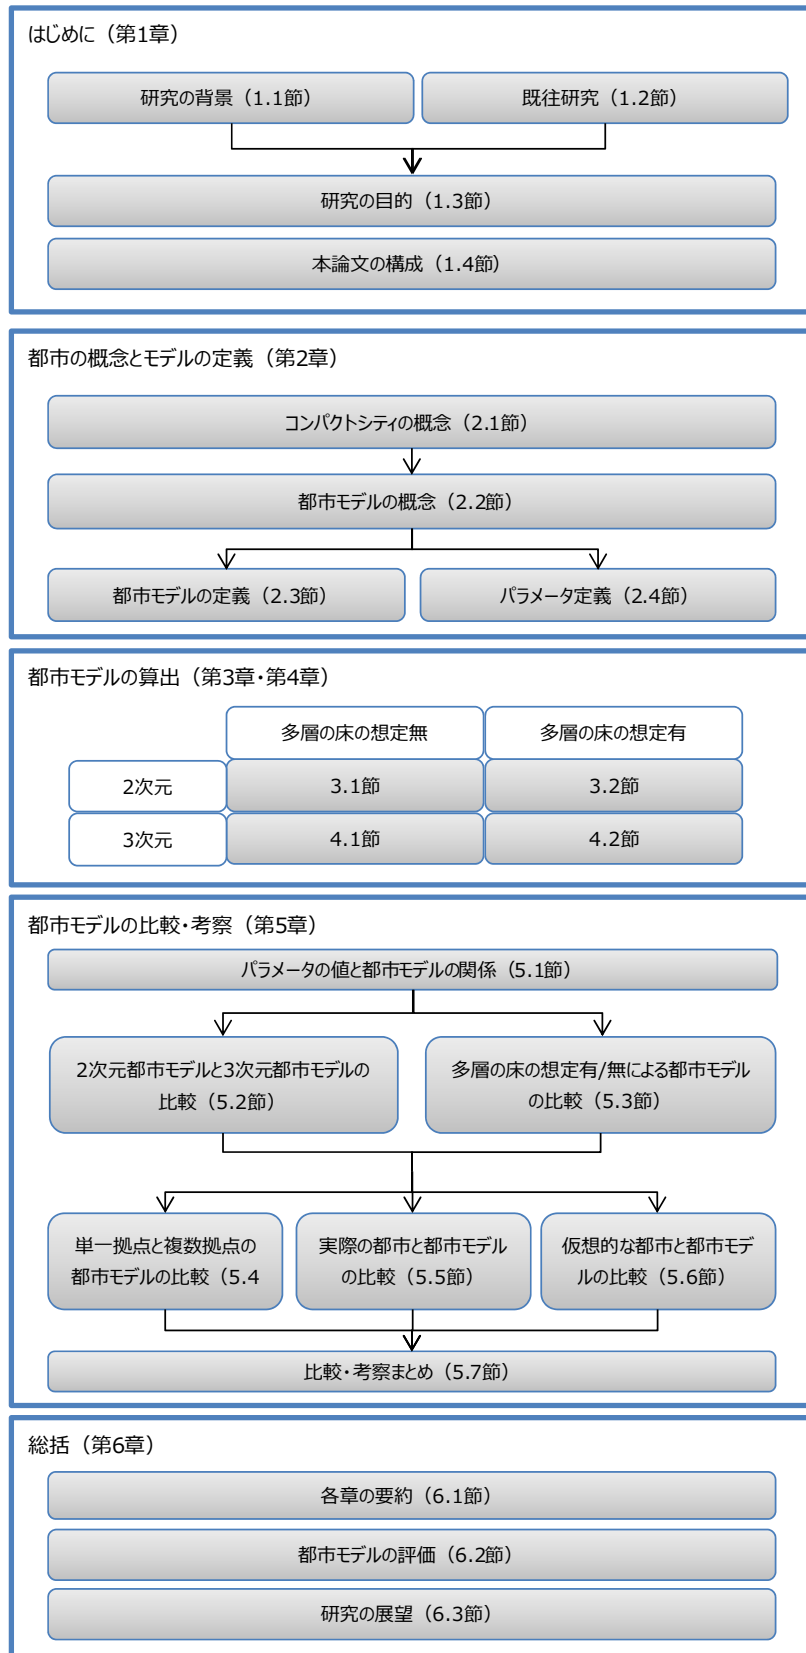 はじめに（第1章）
研究の背景（1.1節）
既往研究（1.2節）
研究の目的（1.3節）
本論文の構成（1.4節）
都市の概念とモデルの定義（第2章）
コンパクトシティの概念（2.1節）
都市モデルの概念（2.2節）
都市モデルの定義（2.3節）
パラメータ定義（2.4節）
都市モデルの算出（第3章・第4章）
多層の床の想定無
多層の床の想定有
2次元
3.1節
3.2節
3次元
4.1節
4.2節
都市モデルの比較・考察（第5章）
パラメータの値と都市モデルの関係（5.1節）
2次元都市モデルと3次元都市モデルの
比較（5.2節）
多層の床の想定有/無による都市モデル
の比較（5.3節）
単一拠点と複数拠点の
都市モデルの比較（5.4
実際の都市と都市モデル
の比較（5.5節）
仮想的な都市と都市モデ
ルの比較（5.6節）
比較・考察まとめ（5.7節）
総括（第6章）
各章の要約（6.1節）
都市モデルの評価（6.2節）
研究の展望（6.3節）